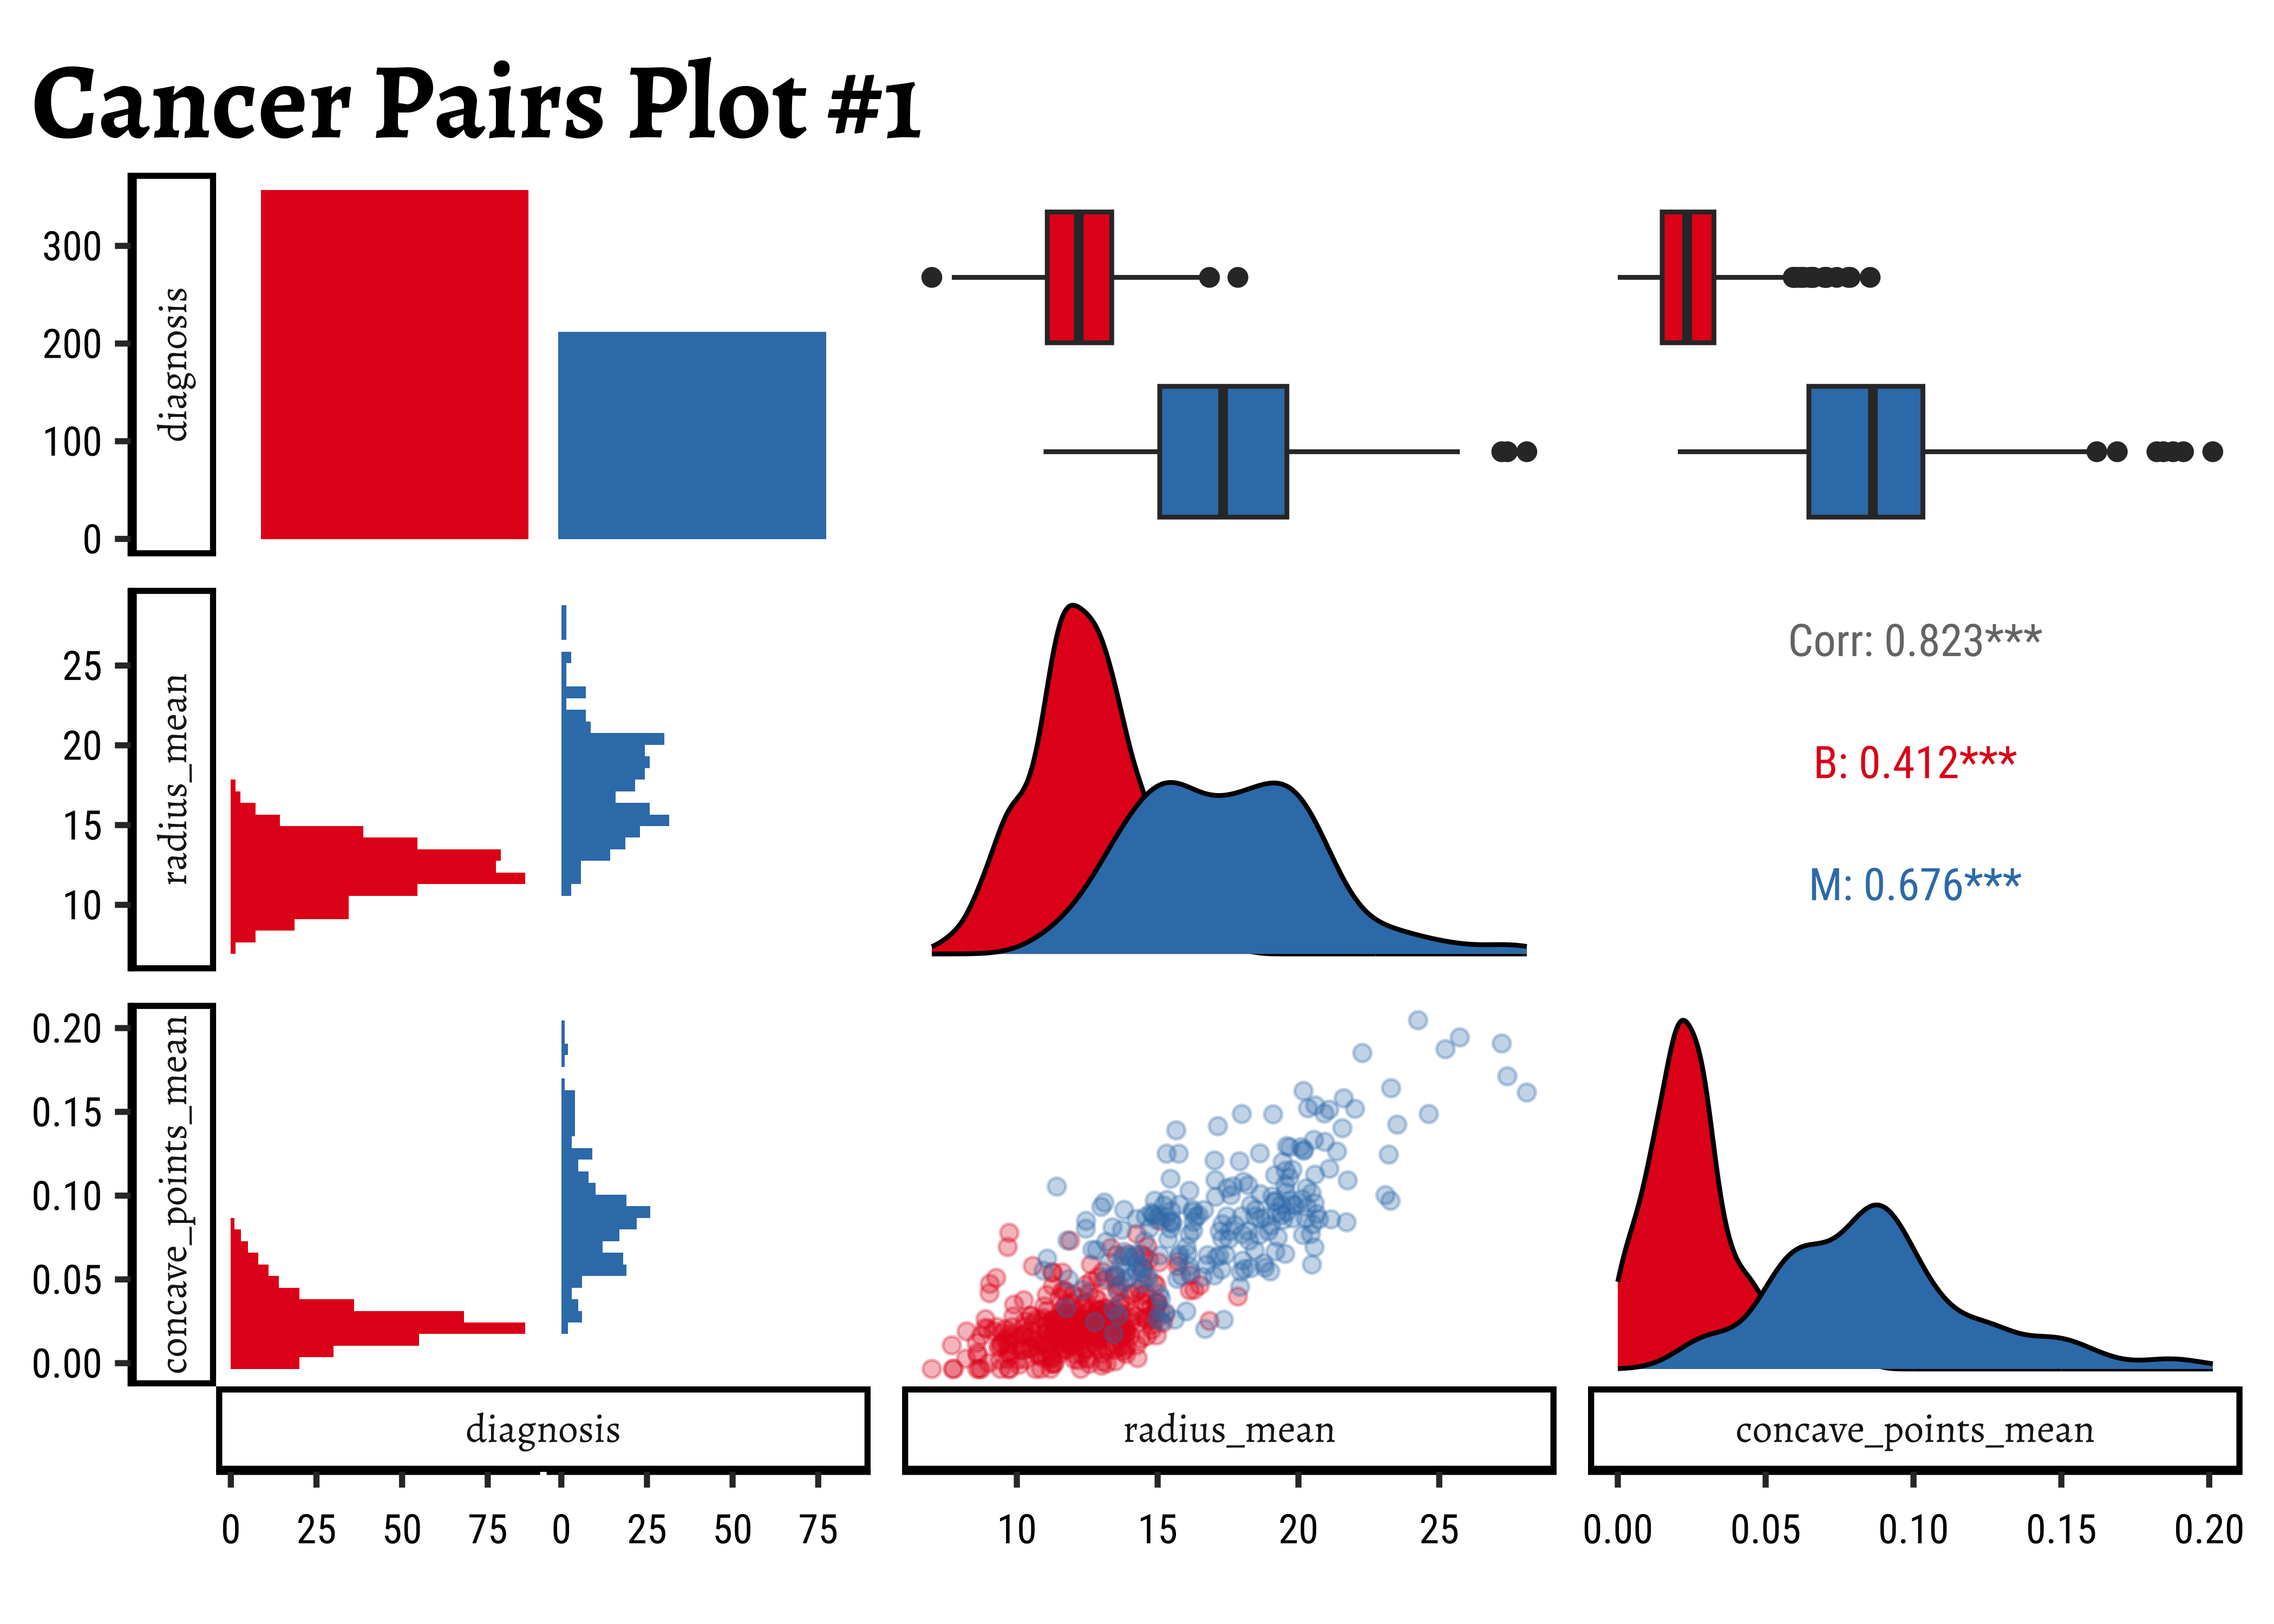 Cancer Pairs Plot #1
300
200
100
0
diagnosis
25
20
15
10
radius_mean
Corr: 0.823***
B: 0.412***
M: 0.676***
0.20
0.15
0.10
0.05
0.00
concave_points_mean
diagnosis radius_mean concave_points_mean
0 25 50 75 0 25 50 75 10 15 20 25 0.00 0.05 0.10 0.15 0.20